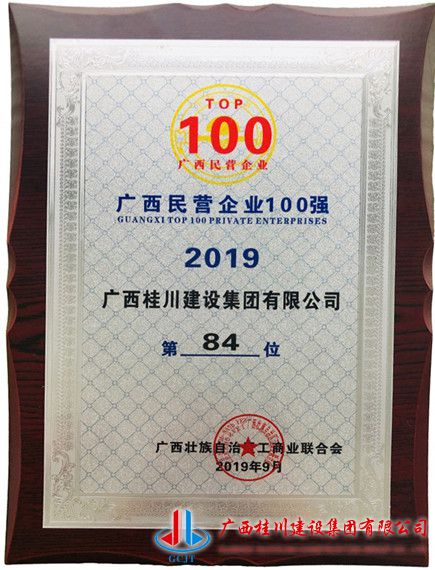 TOP
100
广西民营企业
广西民营企业100强
GUANGXI TOP 100 PRIVATE ENTERPRISES
2019
广西桂川建设集团有限公司
第 84 位
广西壮族自治 工商业联合会
2019年9月
广西桂川建设集团有限公司